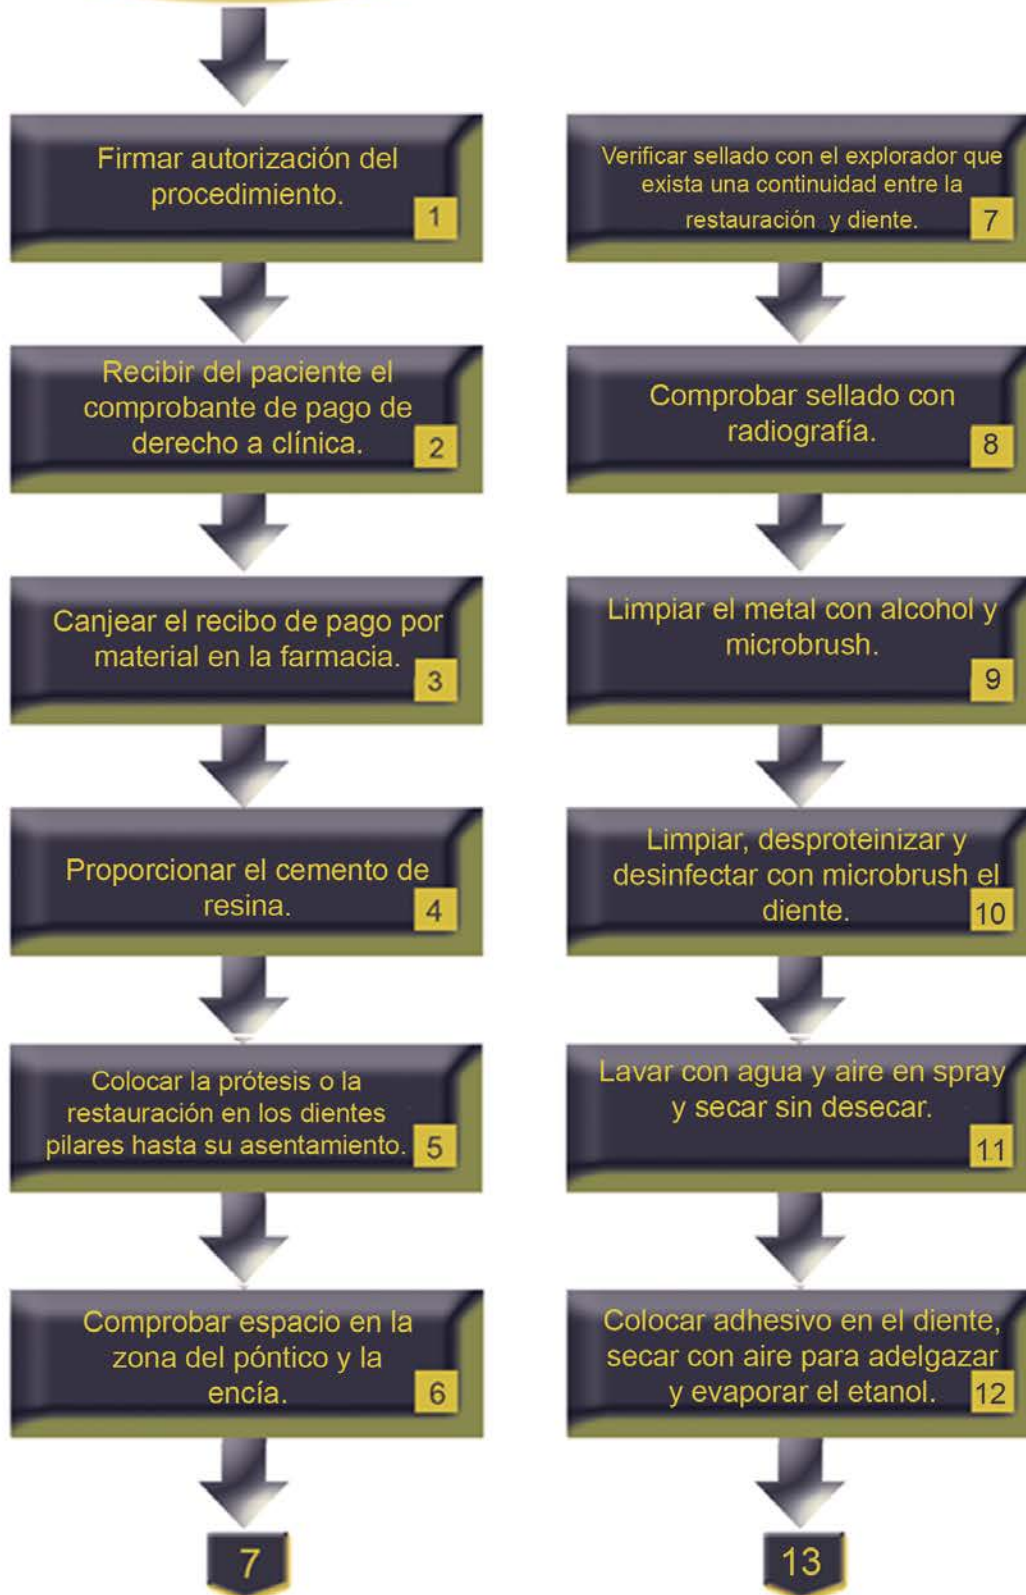 Firmar autorización del
procedimiento.
1
Recibir del paciente el
comprobante de pago de
derecho a clínica.
2
Canjear el recibo de pago por
material en la farmacia.
3
Proporcionar el cemento de
resina.
4
Colocar la prótesis o la
restauración en los dientes
pilares hasta su asentamiento.
5
Comprobar espacio en la
zona del póntico y la
encía.
6
7
Verificar sellado con el explorador que
exista una continuidad entre la
restauración y diente.
7
Comprobar sellado con
radiografía.
8
Limpiar el metal con alcohol y
microbrush.
9
Limpiar, desproteinizar y
desinfectar con microbrush el
diente.
10
Lavar con agua y aire en spray
y secar sin desecar.
11
Colocar adhesivo en el diente,
secar con aire para adelgazar
y evaporar el etanol.
12
13